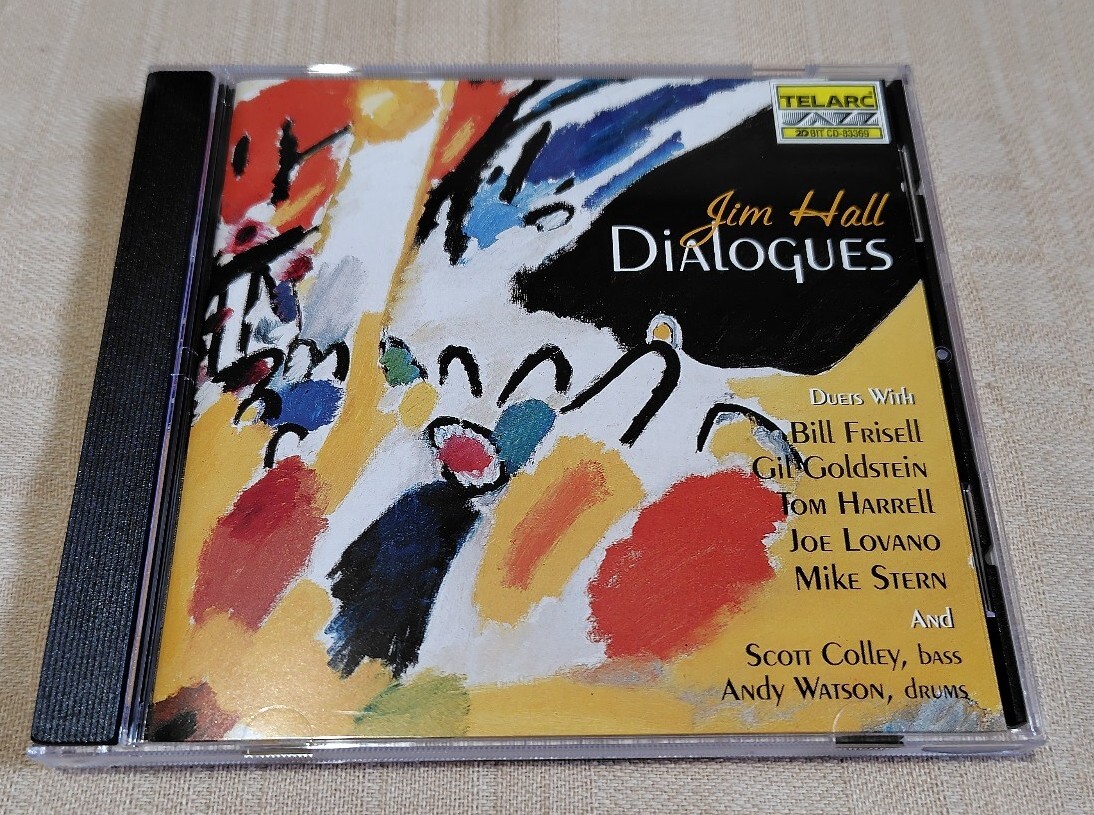 TELARC
JAZZ
20 BIT CD-83369
Jim Hall
DIALOGUES
DUETS WITH
BILL FRISELL
GIL GOLDSTEIN
TOM HARRELL
JOE LOVANO
MIKE STERN
AND
SCOTT COLLEY, BASS
ANDY WATSON, DRUMS